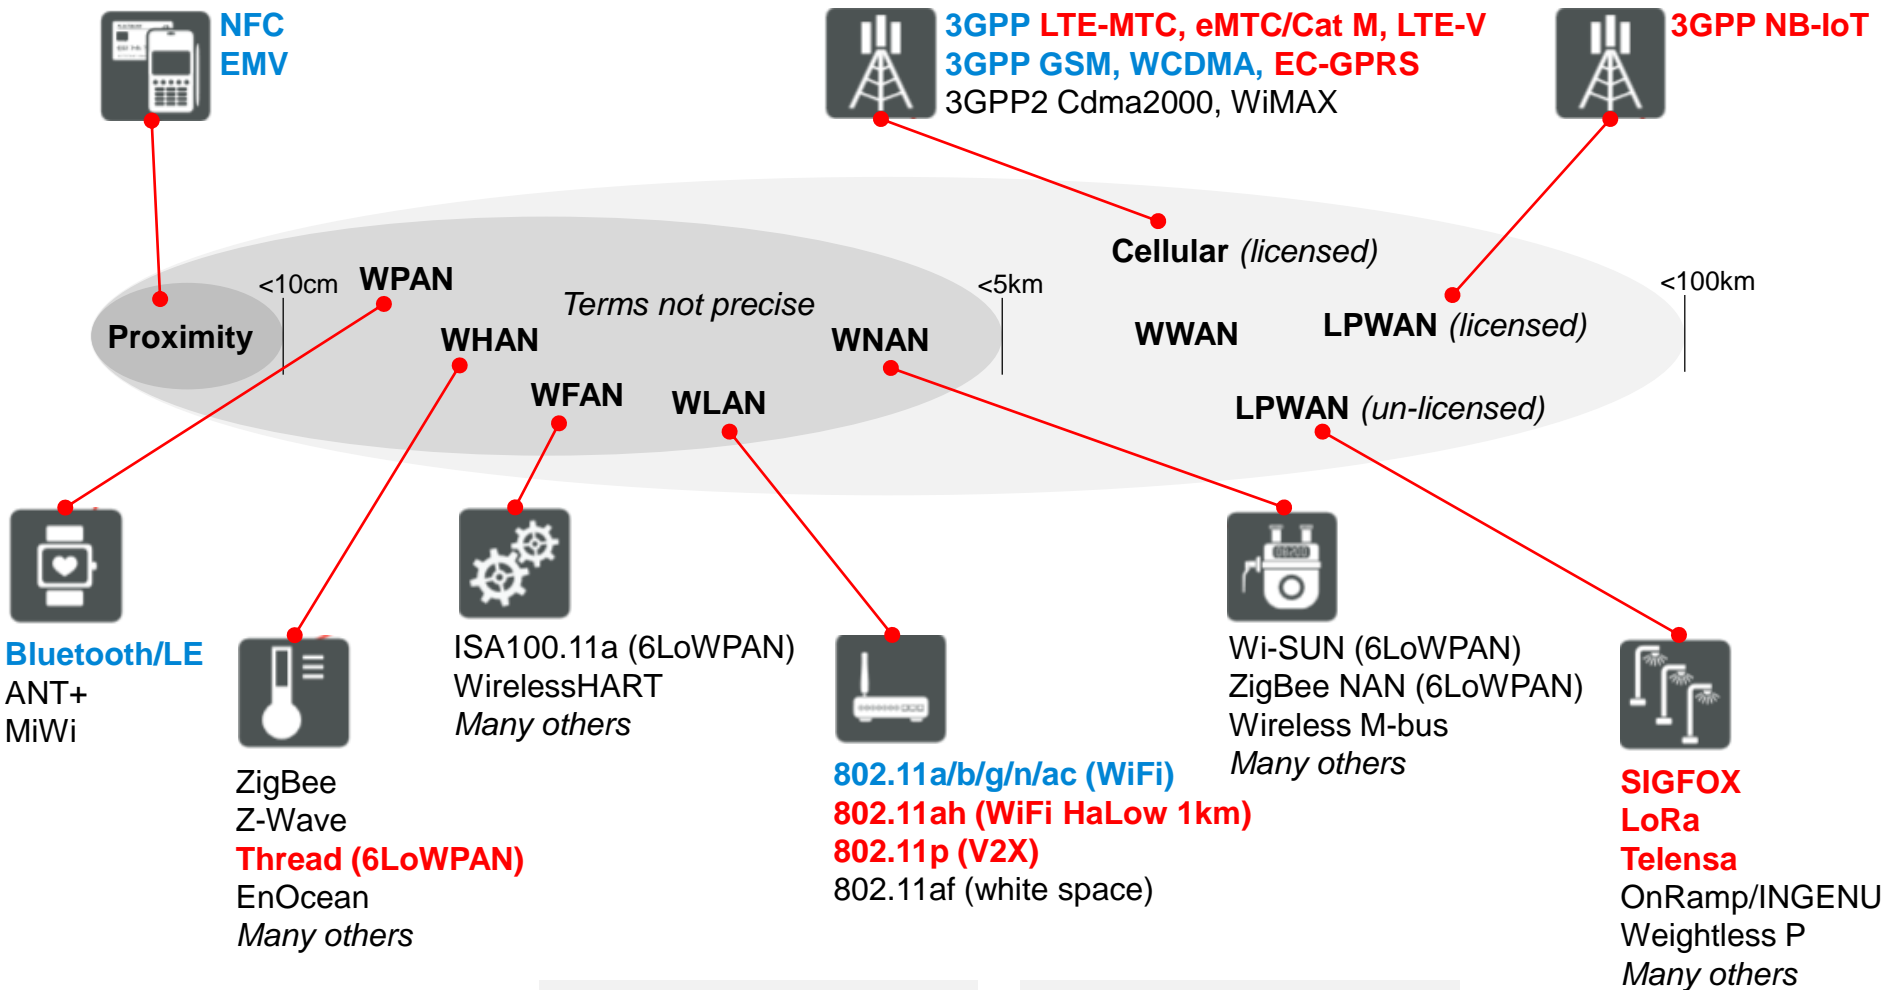 NFC
EMV
3GPP LTE-MTC, eMTC/Cat M, LTE-V
3GPP GSM, WCDMA, EC-GPRS
3GPP2 Cdma2000, WiMAX
3GPP NB-IoT
Cellular (licensed)
<10cm
WPAN
Terms not precise
<5km
<100km
Proximity
WHAN
WNAN
WWAN
LPWAN (licensed)
WFAN
WLAN
LPWAN (un-licensed)
Bluetooth/LE
ANT+
MiWi
ZigBee
Z-Wave
Thread (6LoWPAN)
EnOcean
Many others
ISA100.11a (6LoWPAN)
WirelessHART
Many others
802.11a/b/g/n/ac (WiFi)
802.11ah (WiFi HaLow 1km)
802.11p (V2X)
802.11af (white space)
Wi-SUN (6LoWPAN)
ZigBee NAN (6LoWPAN)
Wireless M-bus
Many others
SIGFOX
LoRa
Telensa
OnRamp/INGENU
Weightless P
Many others